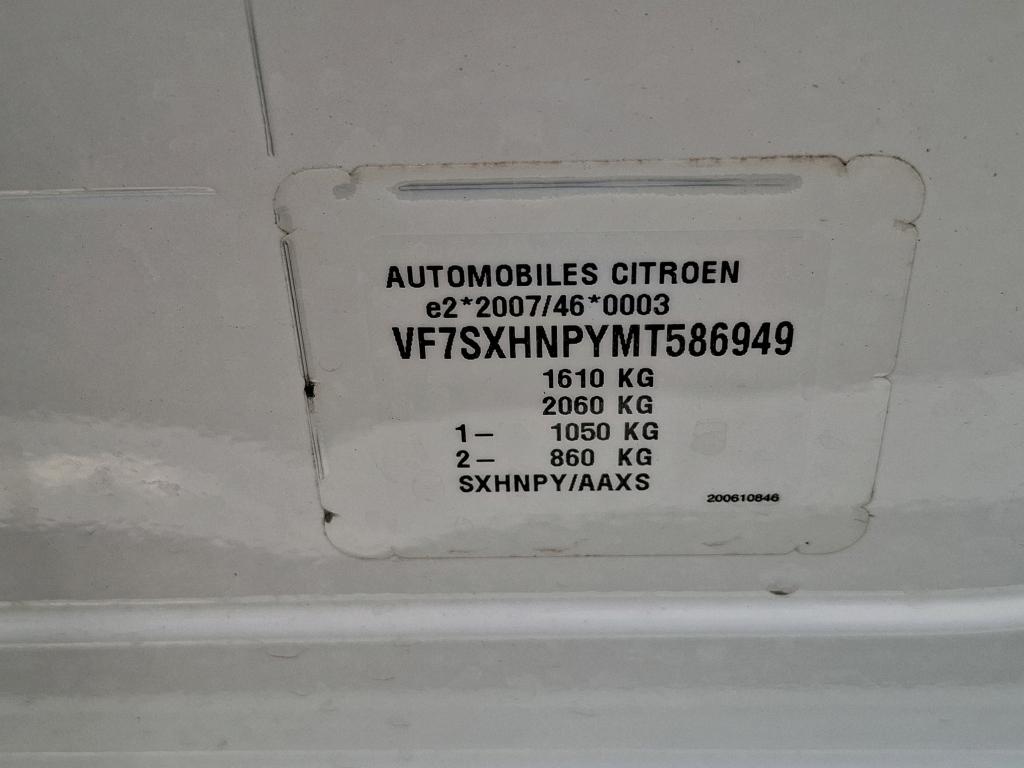 AUTOMOBILES CITROEN
e2*2007/46*0003
VF7SXHNPYMT586949
1610 KG
2060 KG
1— 1050 KG
2— 860 KG
SXHNPY/AAXS
200610846